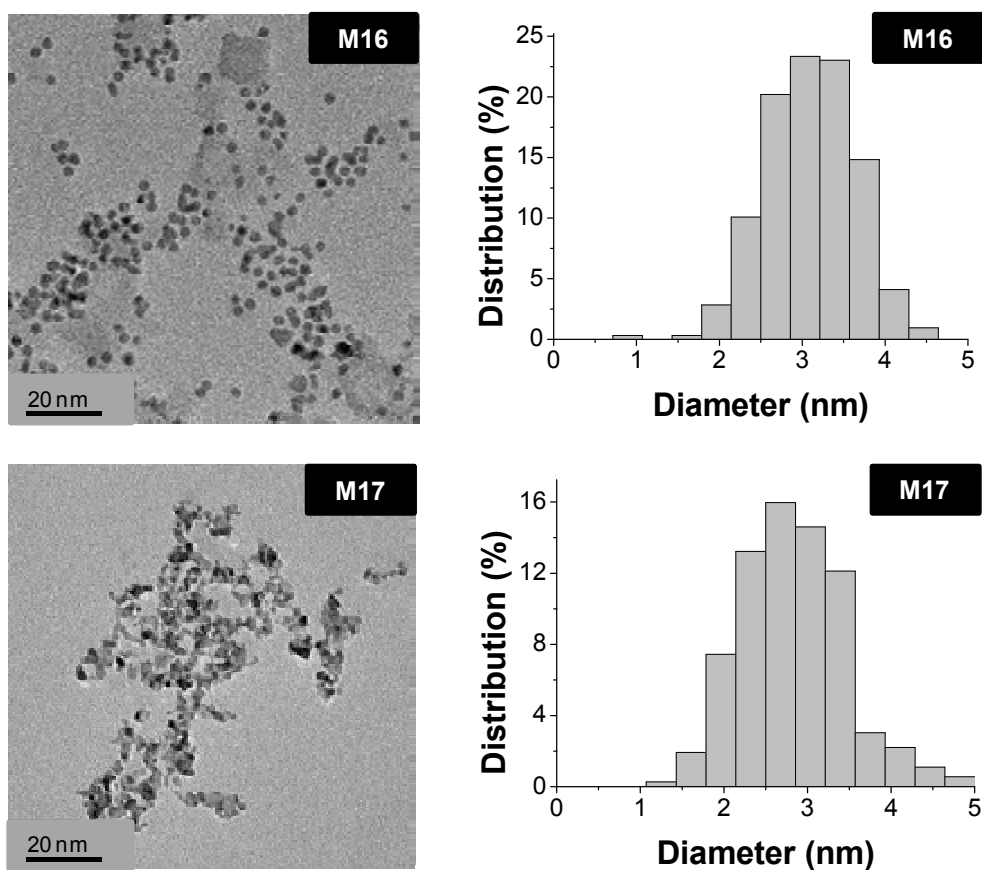 M16
20 nm
M16
Distribution (%)
25
20
15
10
5
0
0 1 2 3 4 5
Diameter (nm)
M17
20 nm
M17
Distribution (%)
16
12
8
4
0
0 1 2 3 4 5
Diameter (nm)